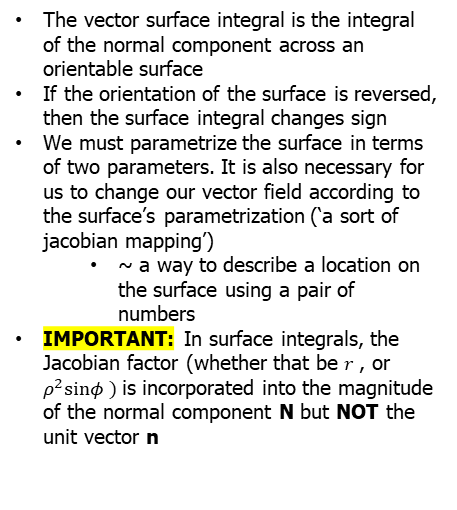 • The vector surface integral is the integral
of the normal component across an
orientable surface
• If the orientation of the surface is reversed,
then the surface integral changes sign
• We must parametrize the surface in terms
of two parameters. It is also necessary for
us to change our vector field according to
the surface's parametrization ('a sort of
jacobian mapping')
• ~ a way to describe a location on
the surface using a pair of
numbers
• IMPORTANT: In surface integrals, the
Jacobian factor (whether that be r , or
ρ²sinϕ ) is incorporated into the magnitude
of the normal component N but NOT the
unit vector n